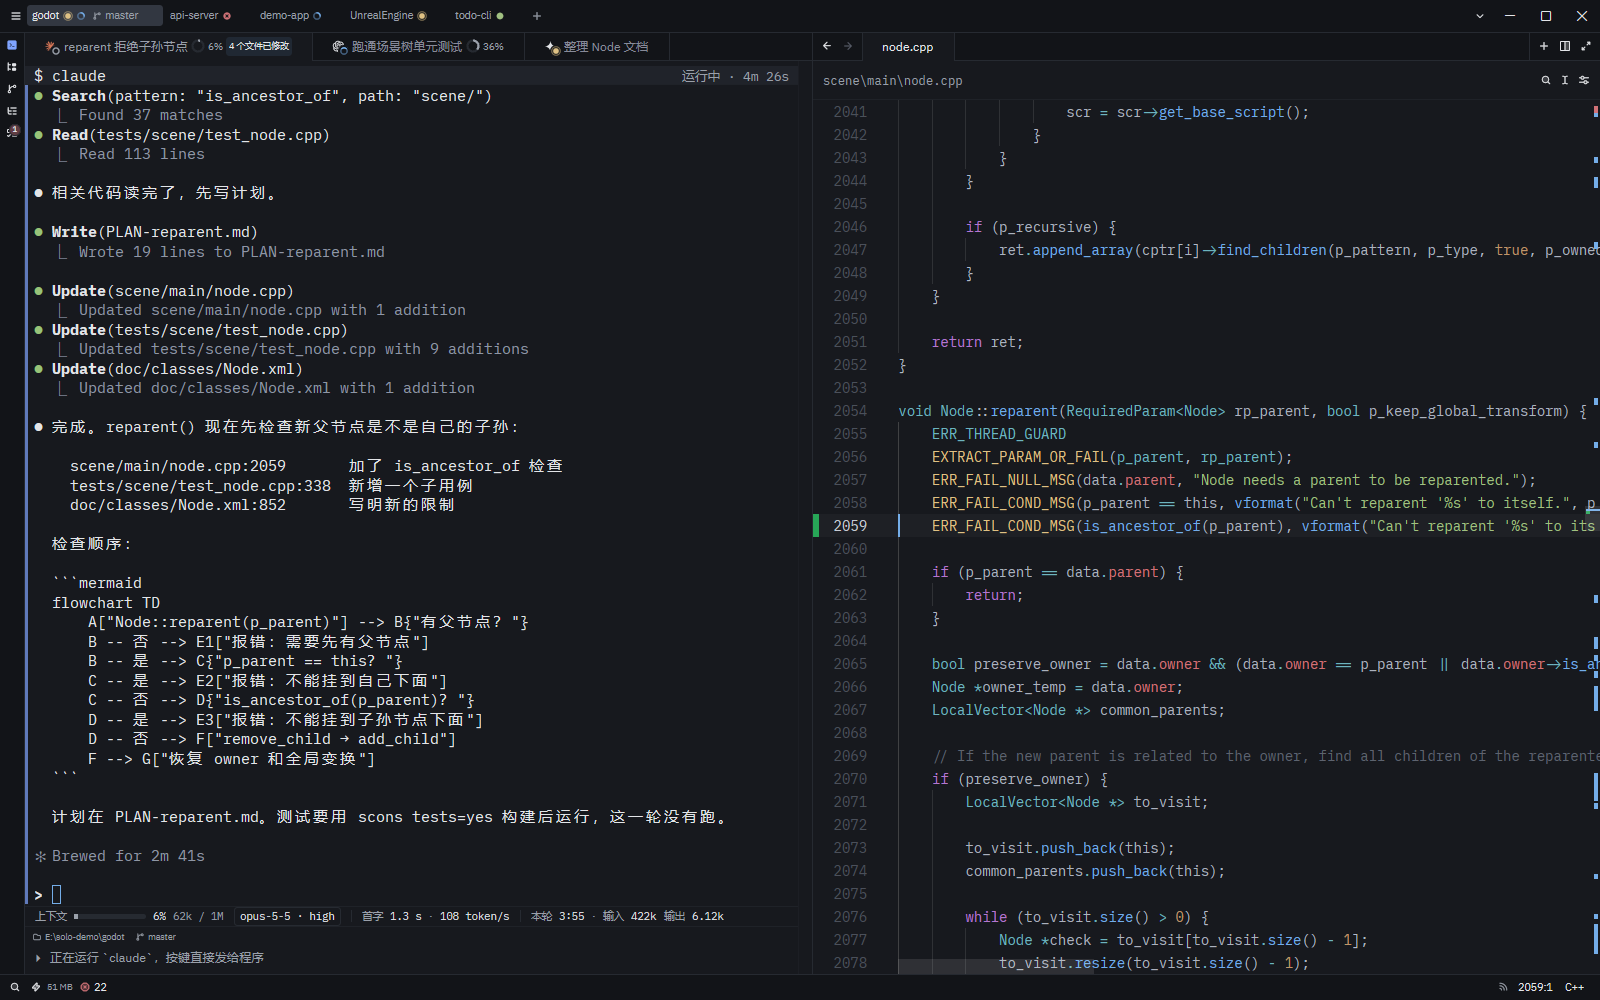 godot master api-server demo-app UnrealEngine todo-cli +
reparent 拒绝子孙节点 6% 4 个文件已修改 跑通场景树单元测试 36% 整理 Node 文档
$ claude 运行中 · 4m 26s
Search(pattern: "is_ancestor_of", path: "scene/")
Found 37 matches
Read(tests/scene/test_node.cpp)
Read 113 lines
相关代码读完了，先写计划。
Write(PLAN-reparent.md)
Wrote 19 lines to PLAN-reparent.md
Update(scene/main/node.cpp)
Updated scene/main/node.cpp with 1 addition
Update(tests/scene/test_node.cpp)
Updated tests/scene/test_node.cpp with 9 additions
Update(doc/classes/Node.xml)
Updated doc/classes/Node.xml with 1 addition
完成。reparent() 现在先检查新父节点是不是自己的子孙：
scene/main/node.cpp:2059 加了 is_ancestor_of 检查
tests/scene/test_node.cpp:338 新增一个子用例
doc/classes/Node.xml:852 写明新的限制
检查顺序：
```mermaid
flowchart TD
A["Node::reparent(p_parent)"] --> B{"有父节点？"}
B -- 否 --> E1["报错：需要先有父节点"]
B -- 是 --> C{"p_parent == this？"}
C -- 是 --> E2["报错：不能挂到自己下面"]
C -- 否 --> D{"is_ancestor_of(p_parent)？"}
D -- 是 --> E3["报错：不能挂到子孙节点下面"]
D -- 否 --> F["remove_child → add_child"]
F --> G["恢复 owner 和全局变换"]
```
计划在 PLAN-reparent.md。测试要用 scons tests=yes 构建后运行，这一轮没有跑。
Brewed for 2m 41s
>
上下文 6% 62k / 1M opus-5-5 · high 首字 1.3 s · 108 token/s 本轮 3:55 · 输入 422k 输出 6.12k
E:\solo-demo\godot master
正在运行 `claude`，按键直接发给程序
51 MB 22
1
node.cpp
scene\main\node.cpp
2041 scr = scr->get_base_script();
2042 }
2043 }
2044 }
2045
2046 if (p_recursive) {
2047 ret.append_array(cptr[i]->find_children(p_pattern, p_type, true, p_owne
2048 }
2049 }
2050
2051 return ret;
2052 }
2053
2054 void Node::reparent(RequiredParam<Node> rp_parent, bool p_keep_global_transform) {
2055 ERR_THREAD_GUARD
2056 EXTRACT_PARAM_OR_FAIL(p_parent, rp_parent);
2057 ERR_FAIL_NULL_MSG(data.parent, "Node needs a parent to be reparented.");
2058 ERR_FAIL_COND_MSG(p_parent == this, vformat("Can't reparent '%s' to itself.", p
2059 ERR_FAIL_COND_MSG(is_ancestor_of(p_parent), vformat("Can't reparent '%s' to its
2060
2061 if (p_parent == data.parent) {
2062 return;
2063 }
2064
2065 bool preserve_owner = data.owner && (data.owner == p_parent || data.owner->is_a
2066 Node *owner_temp = data.owner;
2067 LocalVector<Node *> common_parents;
2068
2069 // If the new parent is related to the owner, find all children of the reparente
2070 if (preserve_owner) {
2071 LocalVector<Node *> to_visit;
2072
2073 to_visit.push_back(this);
2074 common_parents.push_back(this);
2075
2076 while (to_visit.size() > 0) {
2077 Node *check = to_visit[to_visit.size() - 1];
2078 to_visit.resize(to_visit.size() - 1);
2059:1 C++